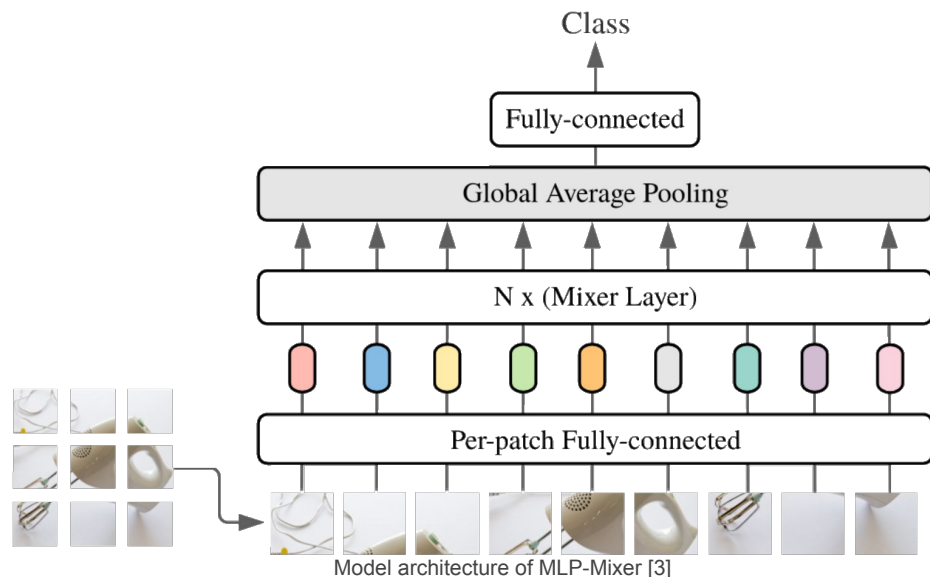 Class
Fully-connected
Global Average Pooling
N x (Mixer Layer)
Per-patch Fully-connected
Model architecture of MLP-Mixer [3]